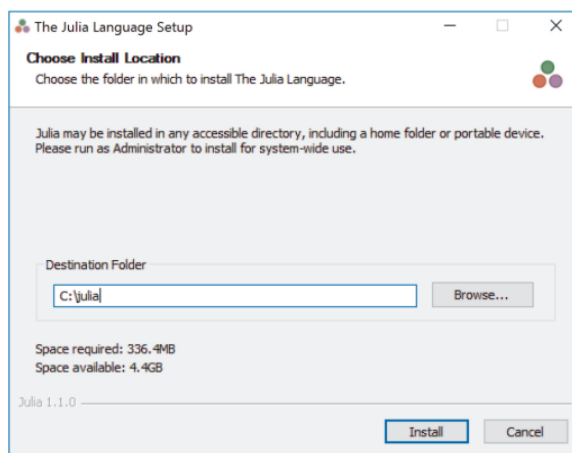 The Julia Language Setup
Choose Install Location
Choose the folder in which to install The Julia Language.
Julia may be installed in any accessible directory, including a home folder or portable device.
Please run as Administrator to install for system-wide use.
Destination Folder
C:\julia
Browse...
Space required: 336.4MB
Space available: 4.4GB
Julia 1.1.0
Install
Cancel